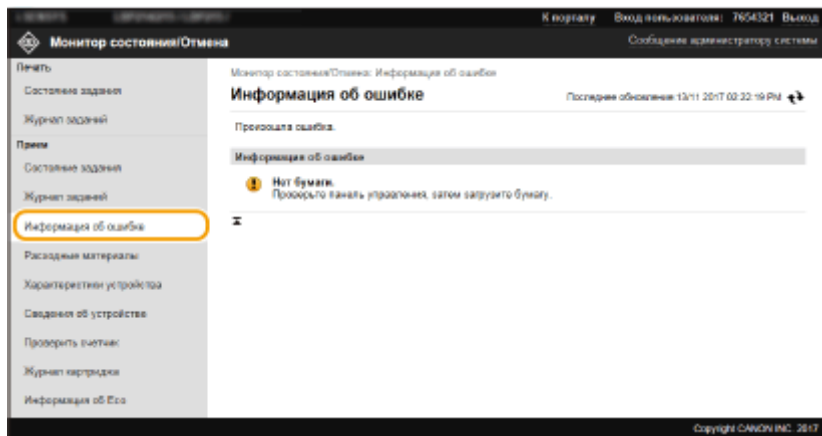 К порталу Вход пользователя: 7654321 Выход
Монитор состояния/Отмена
Сообщение администратору системы
Печать
Состояние задания
Журнал заданий
Прием
Состояние задания
Журнал заданий
Информация об ошибке
Расходные материалы
Характеристики устройства
Сведения об устройстве
Проверить счетчик
Журнал картриджа
Информация об Eco
Монитор состояния/Отмена: Информация об ошибке
Информация об ошибке
Последнее обновление 13/11 2017 02:22:19 PM
Произошла ошибка.
Информация об ошибке
Нет бумаги.
Проверьте панель управления, затем загрузите бумагу.
Copyright CANON INC. 2017